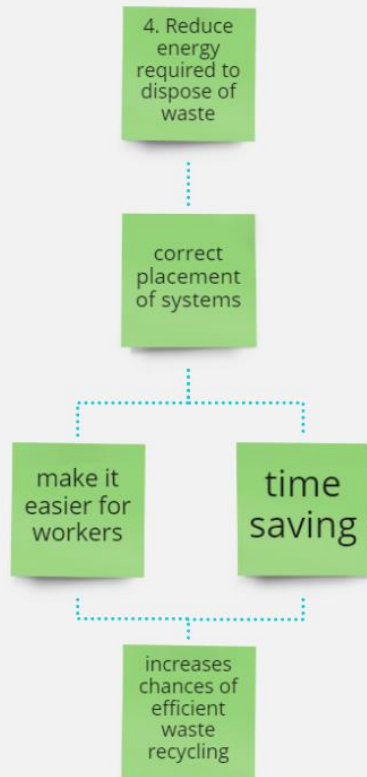 4. Reduce
energy
required to
dispose of
waste
correct
placement
of systems
make it
easier for
workers
time
saving
increases
chances of
efficient
waste
recycling